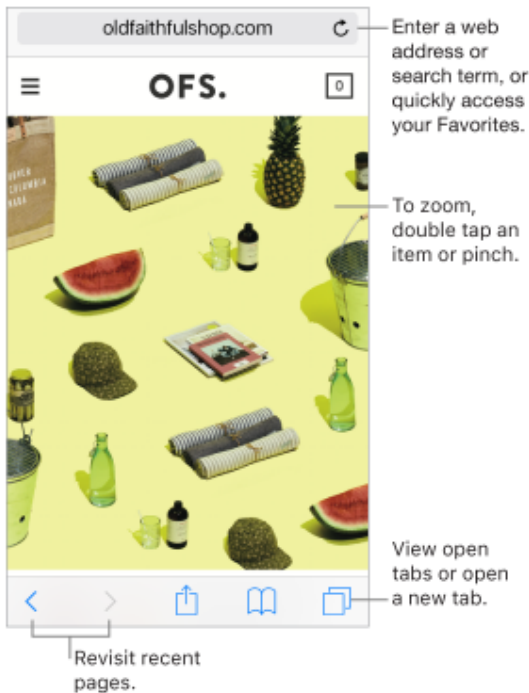 oldfaithfulshop.com
Enter a web
address or
search term, or
quickly access
your Favorites.
OFS.
0
To zoom,
double tap an
item or pinch.
View open
tabs or open
a new tab.
Revisit recent
pages.